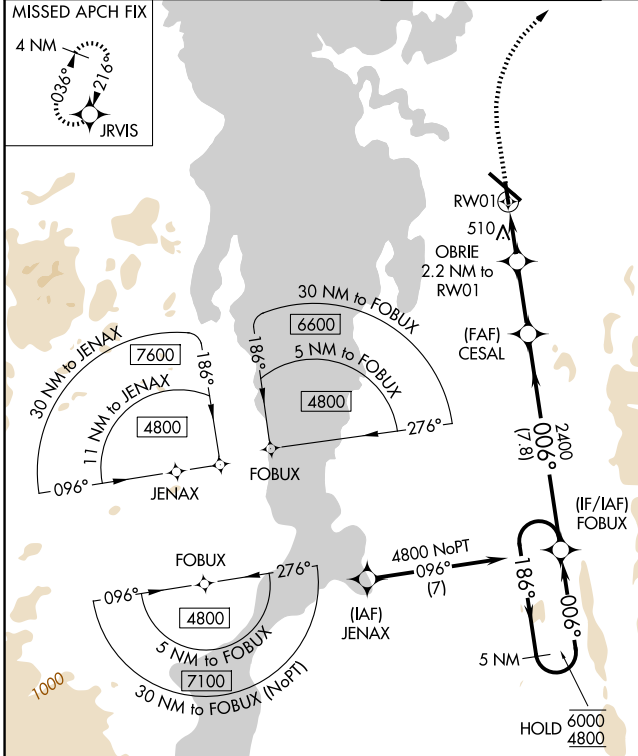 MISSED APCH FIX
4 NM
036°
216°
JRVIS
RW01
510
OBRIE
2.2 NM to
RW01
(FAF)
CESAL
30 NM to FOBUX
6600
186°
5 NM to FOBUX
4800
276°
FOBUX
30 NM to JENAX
7600
186°
11 NM to JENAX
4800
096°
JENAX
2400
006°
(7.8)
(IF/IAF)
FOBUX
4800 NoPT
096°
(7)
(IAF)
JENAX
FOBUX
096°
276°
4800
5 NM to FOBUX
7100
30 NM to FOBUX (NoPT)
186°
006°
5 NM
HOLD 6000
4800
1000